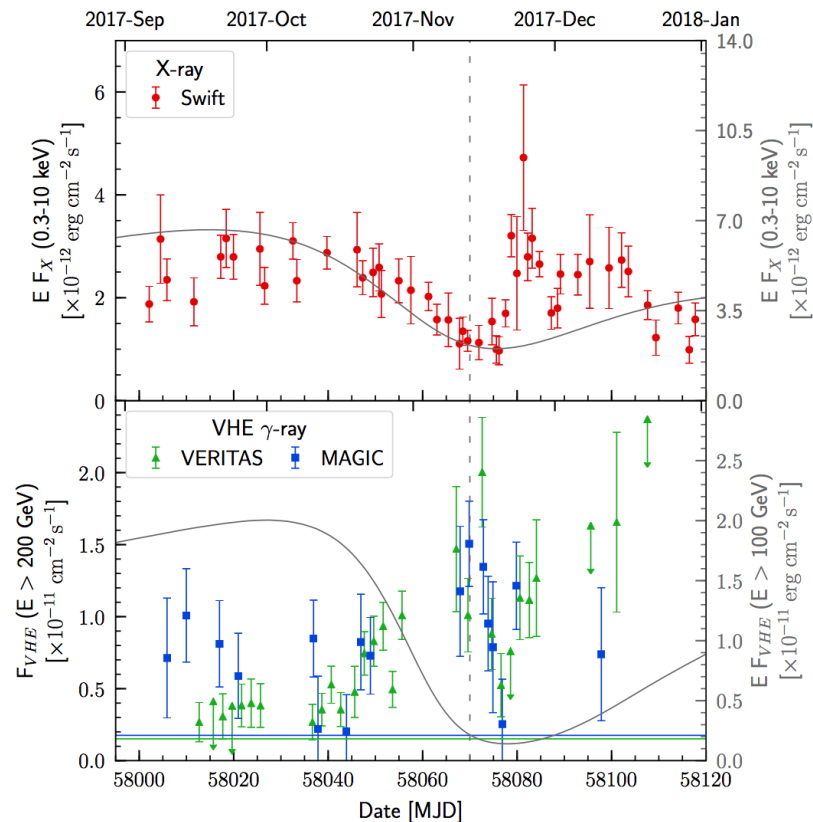 2017-Sep 2017-Oct 2017-Nov 2017-Dec 2018-Jan
X-ray
Swift
6
4
2
0
E F_X (0.3-10 keV)
[×10⁻¹² erg cm⁻² s⁻¹]
14.0
10.5
7.0
3.5
0.0
E F_X (0.3-10 keV)
[×10⁻¹² erg cm⁻² s⁻¹]
VHE γ-ray
VERITAS MAGIC
2.0
1.5
1.0
0.5
0.0
F_VHE (E > 200 GeV)
[×10⁻¹¹ cm⁻² s⁻¹]
2.5
2.0
1.5
1.0
0.5
0.0
E F_VHE (E > 100 GeV)
[×10⁻¹¹ erg cm⁻² s⁻¹]
58000 58020 58040 58060 58080 58100 58120
Date [MJD]